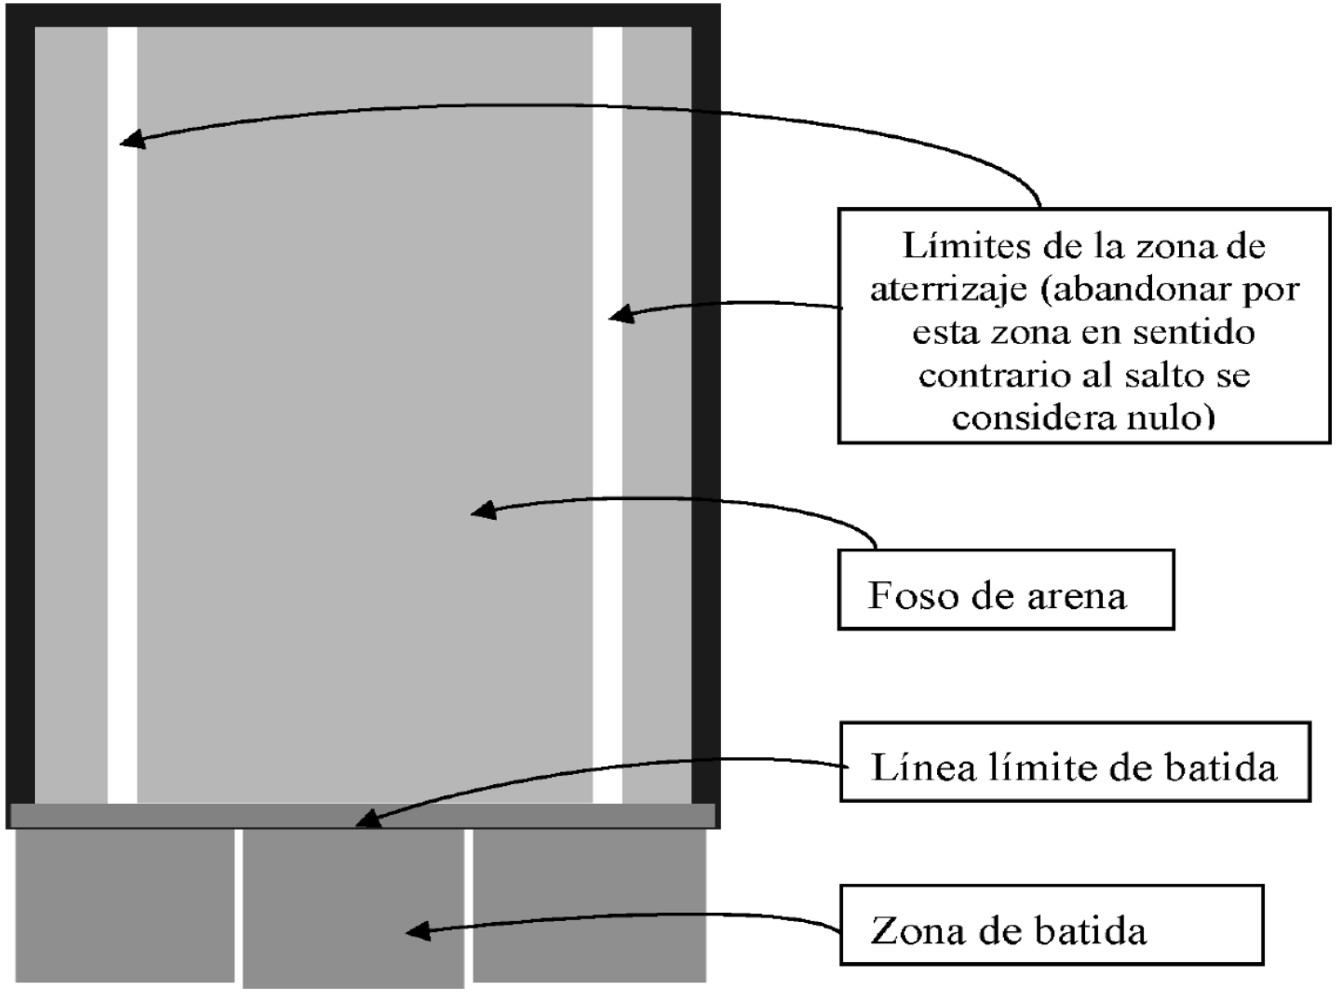 Límites de la zona de
aterrizaje (abandonar por
esta zona en sentido
contrario al salto se
considera nulo)
Foso de arena
Línea límite de batida
Zona de batida